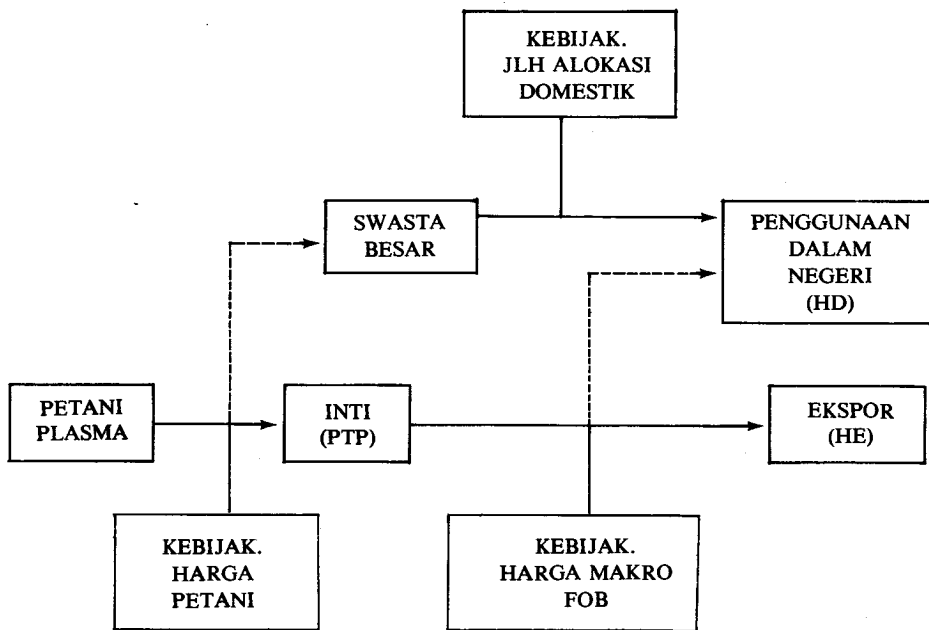 KEBIJAK.
JLH ALOKASI
DOMESTIK
SWASTA
BESAR
PENGGUNAAN
DALAM
NEGERI
(HD)
PETANI
PLASMA
INTI
(PTP)
EKSPOR
(HE)
KEBIJAK.
HARGA
PETANI
KEBIJAK.
HARGA MAKRO
FOB